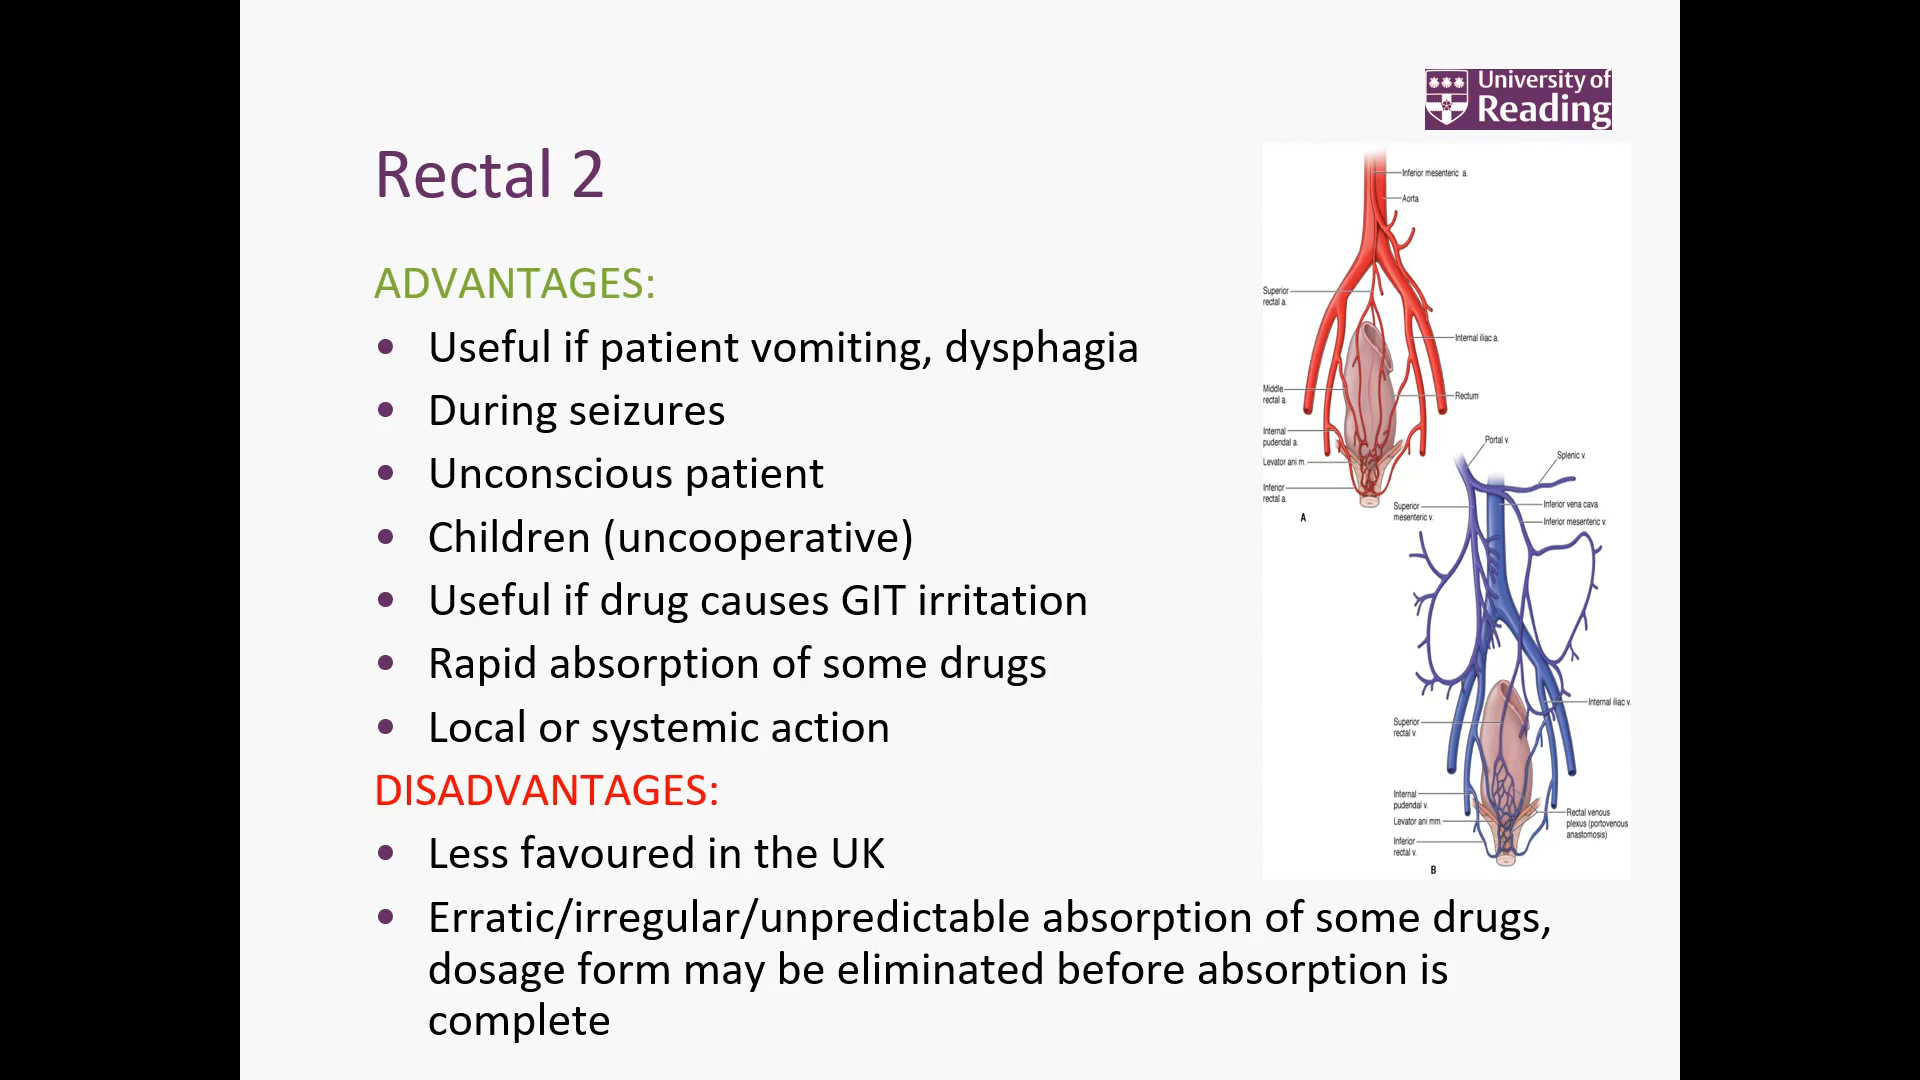 University of
Reading
Rectal 2
ADVANTAGES:
• Useful if patient vomiting, dysphagia
• During seizures
• Unconscious patient
• Children (uncooperative)
• Useful if drug causes GIT irritation
• Rapid absorption of some drugs
• Local or systemic action
DISADVANTAGES:
• Less favoured in the UK
• Erratic/irregular/unpredictable absorption of some drugs,
dosage form may be eliminated before absorption is
complete
Inferior mesenteric a.
Aorta
Superior
rectal a.
Internal iliac a.
Middle
rectal a.
Rectum
Internal
pudendal a.
Levator ani m.
Inferior
rectal a.
A
Portal v.
Splenic v.
Superior
mesenteric v.
Inferior vena cava
Inferior mesenteric v.
Internal iliac v.
Superior
rectal v.
Internal
pudendal v.
Levator ani mm.
Rectal venous
plexus (portovenous
anastomosis)
Inferior
rectal v.
B